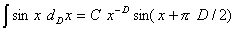 ∫sin x d_D x = C x^{-D} sin(x + π D/2)